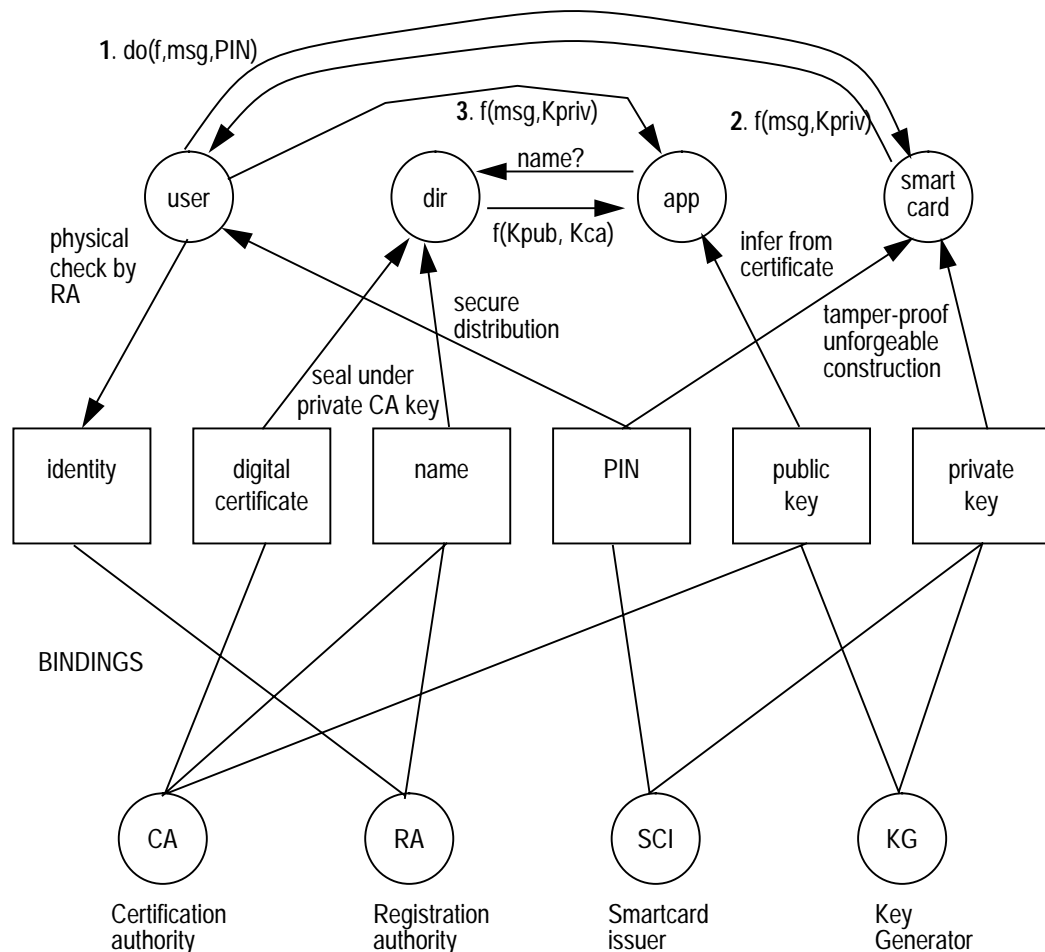 1. do(f,msg,PIN)
3. f(msg,Kpriv)
2. f(msg,Kpriv)
name?
user
dir
app
smart
card
f(Kpub, Kca)
physical
check by
RA
infer from
certificate
secure
distribution
tamper-proof
unforgeable
construction
seal under
private CA key
identity
digital
certificate
name
PIN
public
key
private
key
BINDINGS
CA
RA
SCI
KG
Certification
authority
Registration
authority
Smartcard
issuer
Key
Generator